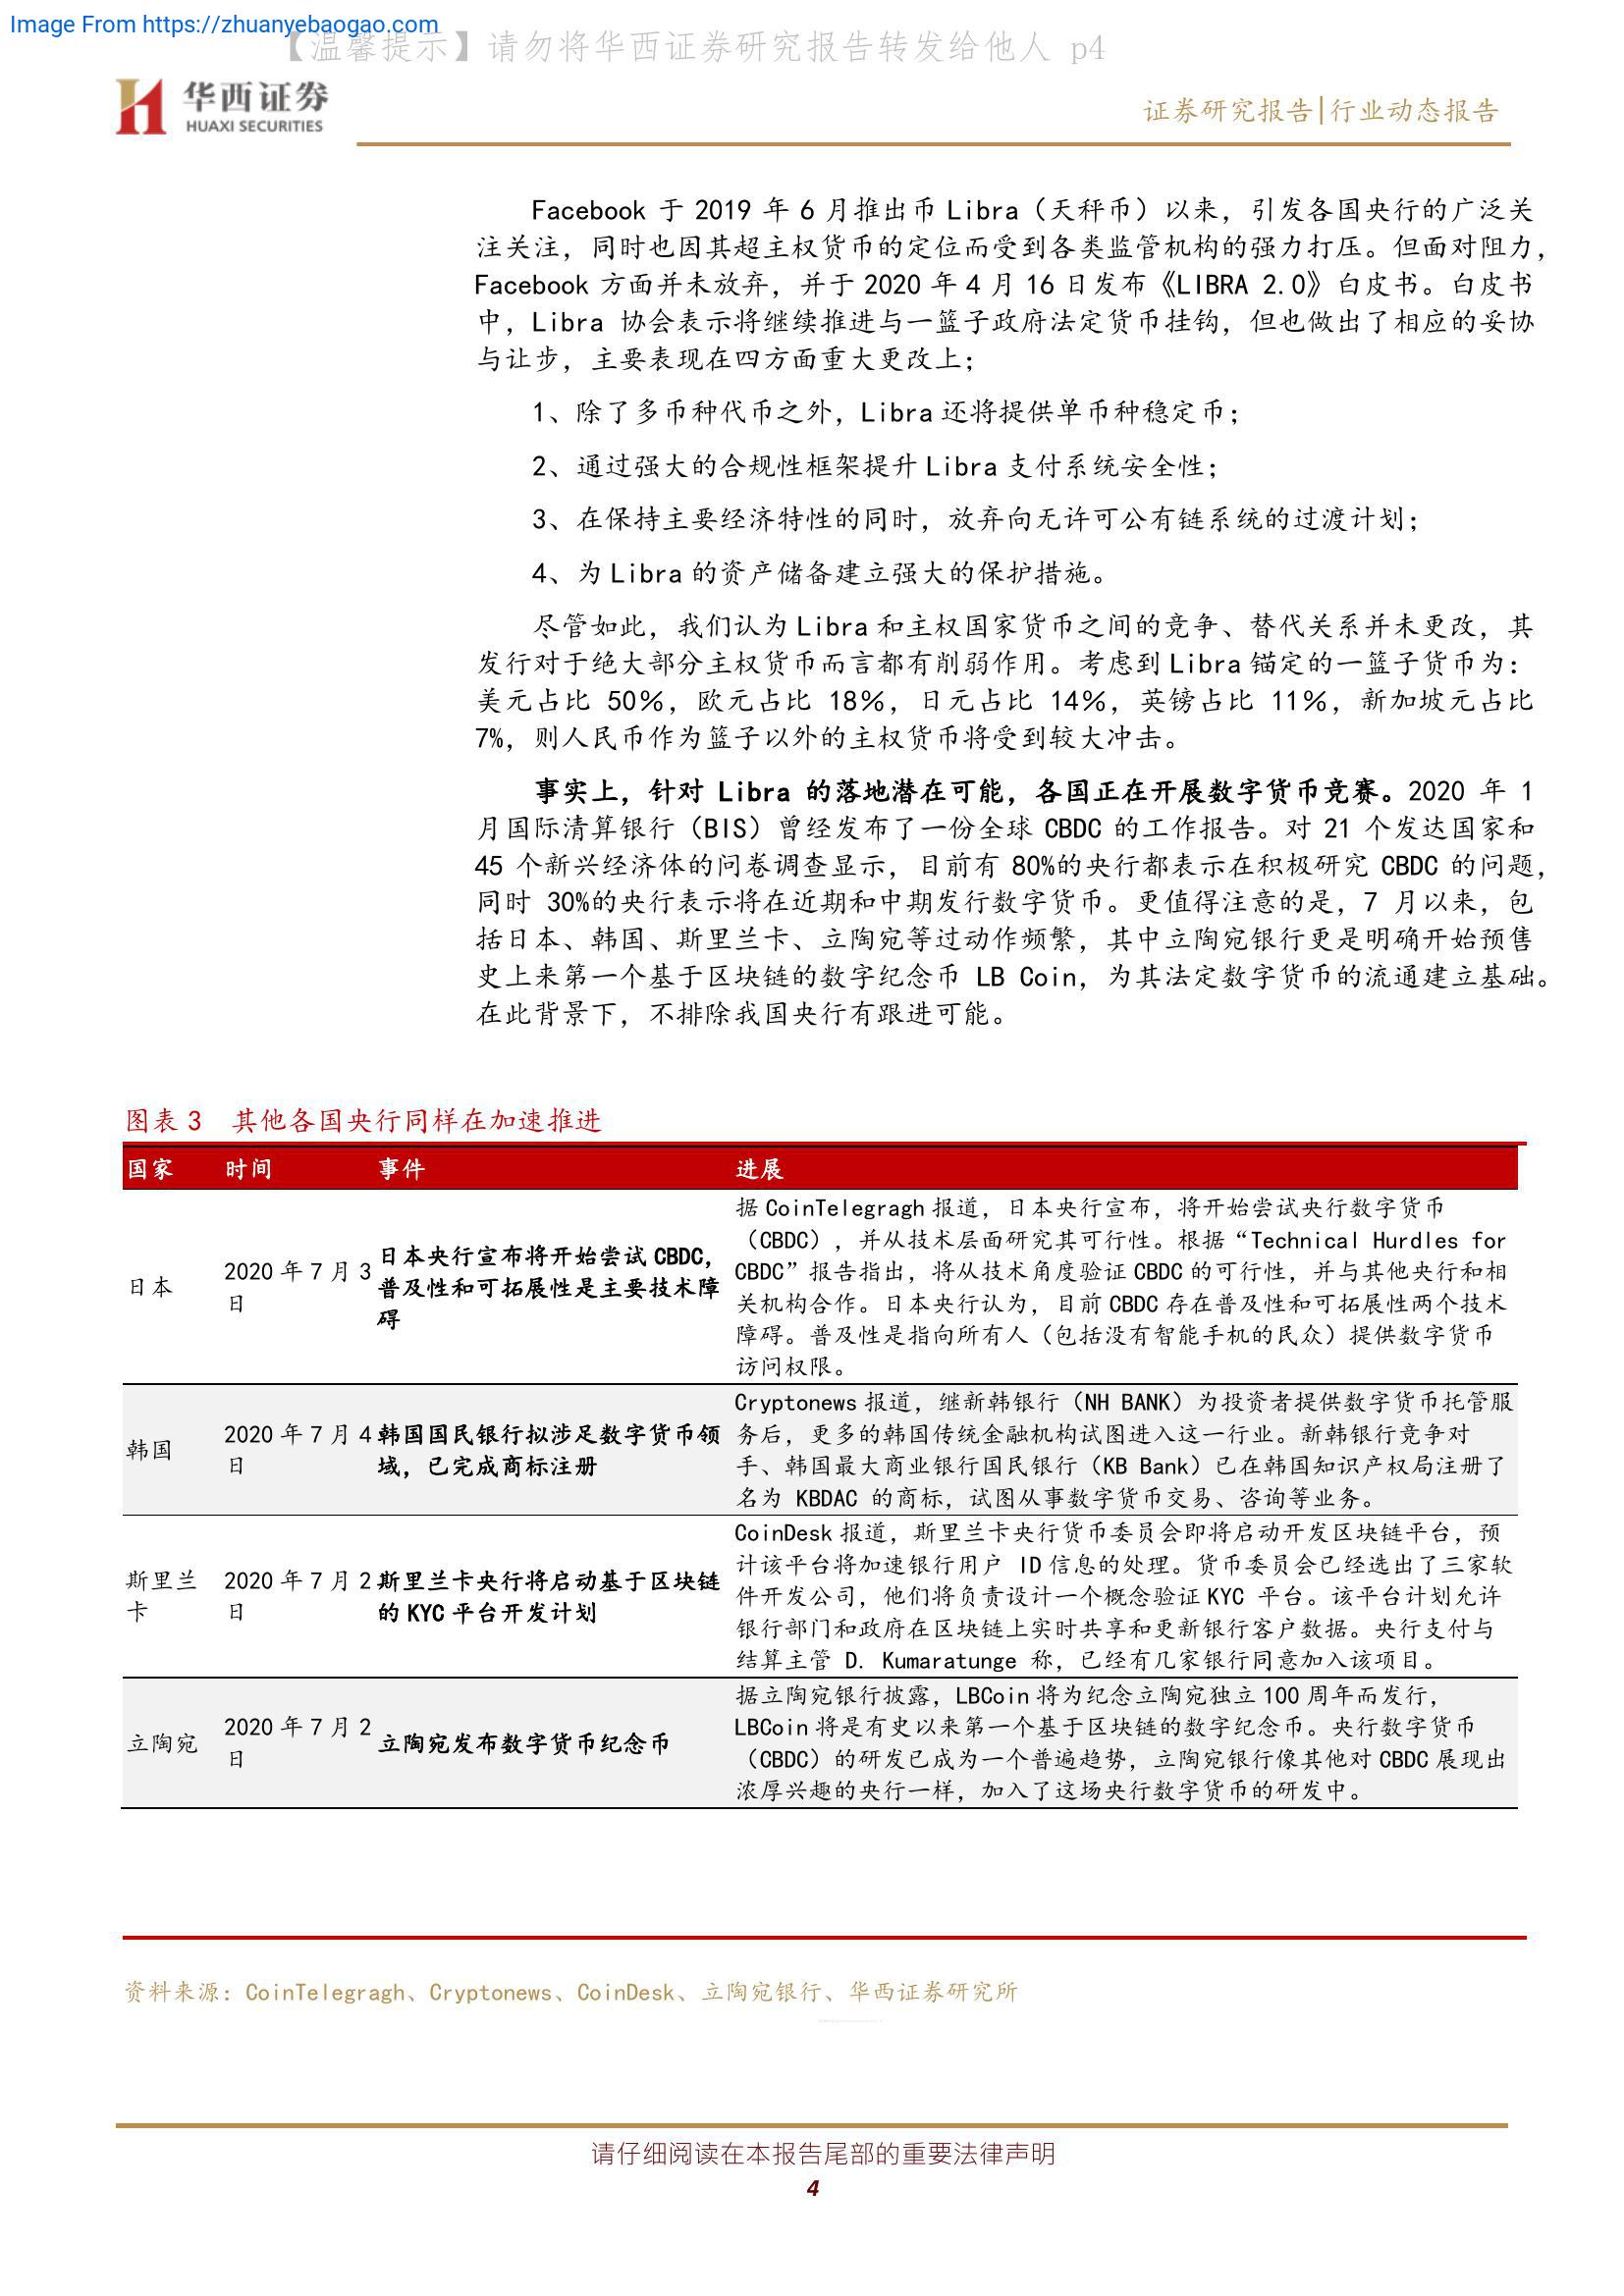 Image From https://zhuanyebaogao.com
【温馨提示】请勿将华西证券研究报告转发给他人 p4
华西证券
HUAXI SECURITIES
证券研究报告|行业动态报告
Facebook 于 2019 年 6 月推出币 Libra（天秤币）以来，引发各国央行的广泛关
注关注，同时也因其超主权货币的定位而受到各类监管机构的强力打压。但面对阻力，
Facebook 方面并未放弃，并于 2020 年 4 月 16 日发布《LIBRA 2.0》白皮书。白皮书
中，Libra 协会表示将继续推进与一篮子政府法定货币挂钩，但也做出了相应的妥协
与让步，主要表现在四方面重大更改上；
1、除了多币种代币之外，Libra 还将提供单币种稳定币；
2、通过强大的合规性框架提升 Libra 支付系统安全性；
3、在保持主要经济特性的同时，放弃向无许可公有链系统的过渡计划；
4、为 Libra 的资产储备建立强大的保护措施。
尽管如此，我们认为 Libra 和主权国家货币之间的竞争、替代关系并未更改，其
发行对于绝大部分主权货币而言都有削弱作用。考虑到 Libra 锚定的一篮子货币为：
美元占比 50%，欧元占比 18%，日元占比 14%，英镑占比 11%，新加坡元占比
7%，则人民币作为篮子以外的主权货币将受到较大冲击。
事实上，针对 Libra 的落地潜在可能，各国正在开展数字货币竞赛。2020 年 1
月国际清算银行（BIS）曾经发布了一份全球 CBDC 的工作报告。对 21 个发达国家和
45 个新兴经济体的问卷调查显示，目前有 80%的央行都表示在积极研究 CBDC 的问题，
同时 30%的央行表示将在近期和中期发行数字货币。更值得注意的是，7 月以来，包
括日本、韩国、斯里兰卡、立陶宛等过动作频繁，其中立陶宛银行更是明确开始预售
史上来第一个基于区块链的数字纪念币 LB Coin，为其法定数字货币的流通建立基础。
在此背景下，不排除我国央行有跟进可能。
图表 3 其他各国央行同样在加速推进
国家 时间 事件 进展
日本
2020 年 7 月 3
日
日本央行宣布将开始尝试 CBDC，
普及性和可拓展性是主要技术障
碍
据 CoinTelegragh 报道，日本央行宣布，将开始尝试央行数字货币
（CBDC），并从技术层面研究其可行性。根据“Technical Hurdles for
CBDC”报告指出，将从技术角度验证 CBDC 的可行性，并与其他央行和相
关机构合作。日本央行认为，目前 CBDC 存在普及性和可拓展性两个技术
障碍。普及性是指向所有人（包括没有智能手机的民众）提供数字货币
访问权限。
韩国
2020 年 7 月 4
日
韩国国民银行拟涉足数字货币领
域，已完成商标注册
Cryptonews 报道，继新韩银行（NH BANK）为投资者提供数字货币托管服
务后，更多的韩国传统金融机构试图进入这一行业。新韩银行竞争对
手、韩国最大商业银行国民银行（KB Bank）已在韩国知识产权局注册了
名为 KBDAC 的商标，试图从事数字货币交易、咨询等业务。
斯里兰
卡
2020 年 7 月 2
日
斯里兰卡央行将启动基于区块链
的 KYC 平台开发计划
CoinDesk 报道，斯里兰卡央行货币委员会即将启动开发区块链平台，预
计该平台将加速银行用户 ID 信息的处理。货币委员会已经选出了三家软
件开发公司，他们将负责设计一个概念验证 KYC 平台。该平台计划允许
银行部门和政府在区块链上实时共享和更新银行客户数据。央行支付与
结算主管 D. Kumaratunge 称，已经有几家银行同意加入该项目。
立陶宛
2020 年 7 月 2
日
立陶宛发布数字货币纪念币
据立陶宛银行披露，LBCoin 将为纪念立陶宛独立 100 周年而发行，
LBCoin 将是有史以来第一个基于区块链的数字纪念币。央行数字货币
（CBDC）的研发已成为一个普遍趋势，立陶宛银行像其他对 CBDC 展现出
浓厚兴趣的央行一样，加入了这场央行数字货币的研发中。
资料来源：CoinTelegragh、Cryptonews、CoinDesk、立陶宛银行、华西证券研究所
请仔细阅读在本报告尾部的重要法律声明
4